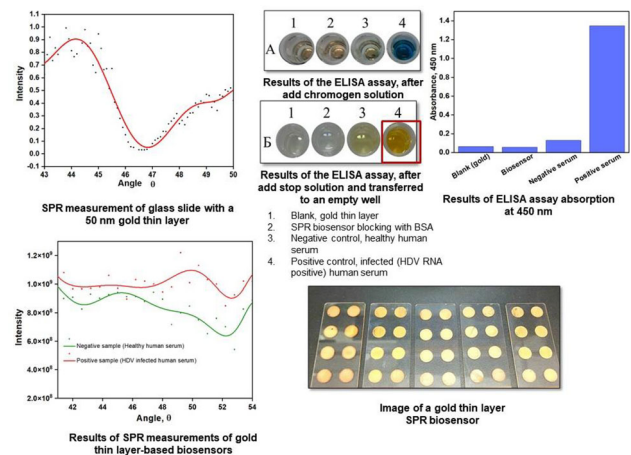 1 2 3 4
A
Results of the ELISA assay, after
add chromogen solution
1 2 3 4
Б
Results of the ELISA assay, after
add stop solution and transferred
to an empty well
1. Blank, gold thin layer
2. SPR biosensor blocking with BSA
3. Negative control, healthy human
serum
4. Positive control, infected (HDV RNA
positive) human serum
Intensity
1.0
0.9
0.8
0.7
0.6
0.5
0.4
0.3
0.2
0.1
0.0
-0.1
43 44 45 46 47 48 49 50
Angle θ
SPR measurement of glass slide with a
50 nm gold thin layer
Absorbance, 450 nm
1.4
1.2
1.0
0.8
0.6
0.4
0.2
0.0
Blank (gold)
Biosensor
Negative serum
Positive serum
Results of ELISA assay absorption
at 450 nm
Intensity
1.2×10⁹
1.0×10⁹
8.0×10⁸
6.0×10⁸
4.0×10⁸
2.0×10⁸
Negative sample (Healthy human serum)
Positive sample (HDV infected human serum)
42 44 46 48 50 52 54
Angle, θ
Results of SPR measurements of gold
thin layer-based biosensors
Image of a gold thin layer
SPR biosensor